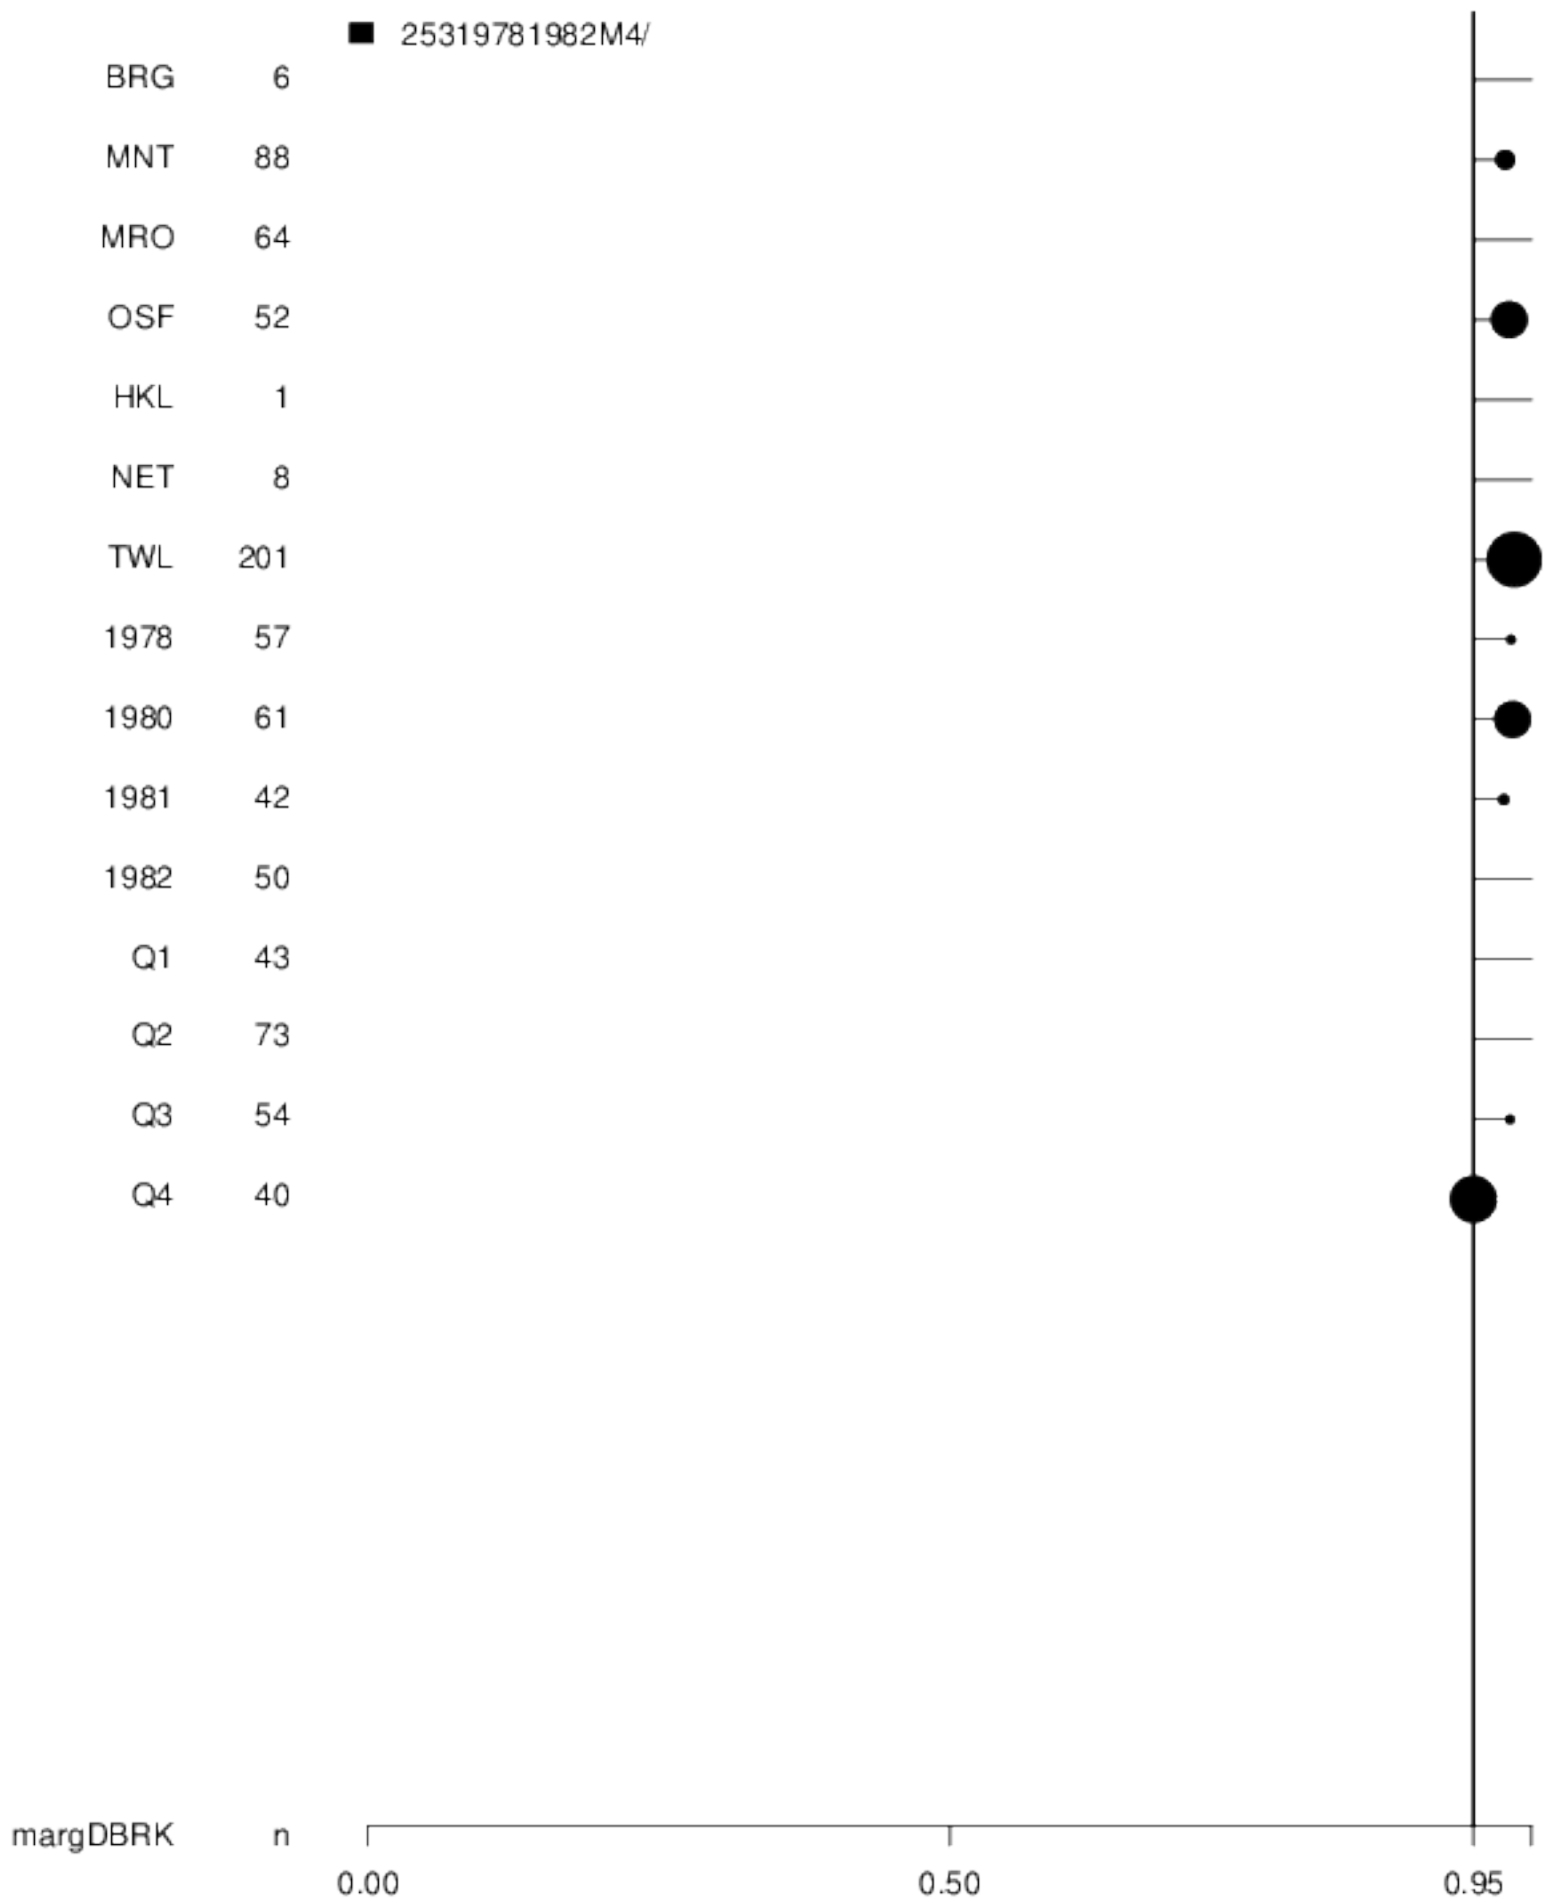 25319781982M4/
BRG 6
MNT 88
MRO 64
OSF 52
HKL 1
NET 8
TWL 201
1978 57
1980 61
1981 42
1982 50
Q1 43
Q2 73
Q3 54
Q4 40
margDBRK n
0.00 0.50 0.95